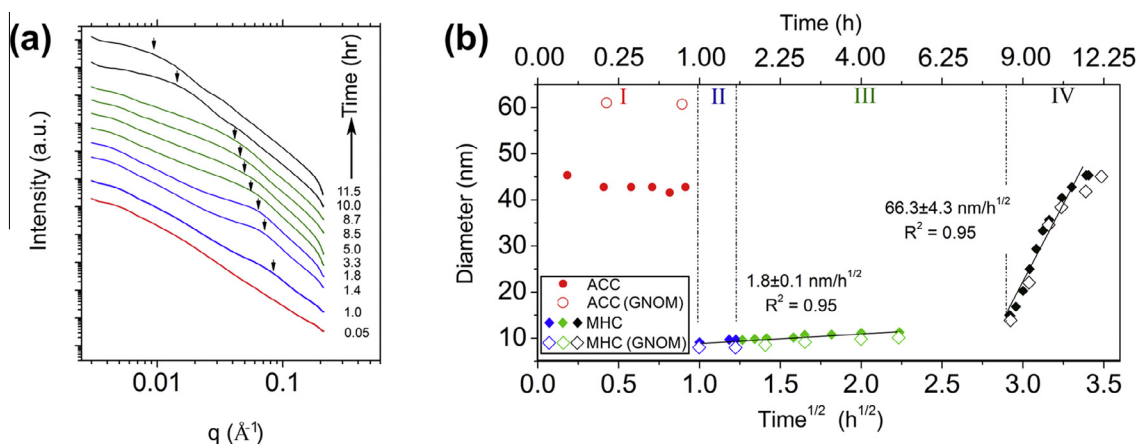 (a)
Intensity (a.u.)
Time (hr)
11.5
10.0
8.7
8.5
5.0
3.3
1.8
1.4
1.0
0.05
0.01 0.1
q (Å⁻¹)
(b)
Time (h)
0.00 0.25 1.00 2.25 4.00 6.25 9.00 12.25
I II III IV
Diameter (nm)
60
50
40
30
20
10
66.3±4.3 nm/h^1/2
R² = 0.95
1.8±0.1 nm/h^1/2
R² = 0.95
ACC
ACC (GNOM)
MHC
MHC (GNOM)
0.0 0.5 1.0 1.5 2.0 2.5 3.0 3.5
Time^1/2 (h^1/2)